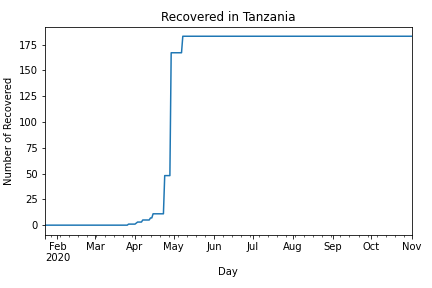 Recovered in Tanzania
Number of Recovered
175
150
125
100
75
50
25
0
Feb Mar Apr May Jun Jul Aug Sep Oct Nov
2020
Day